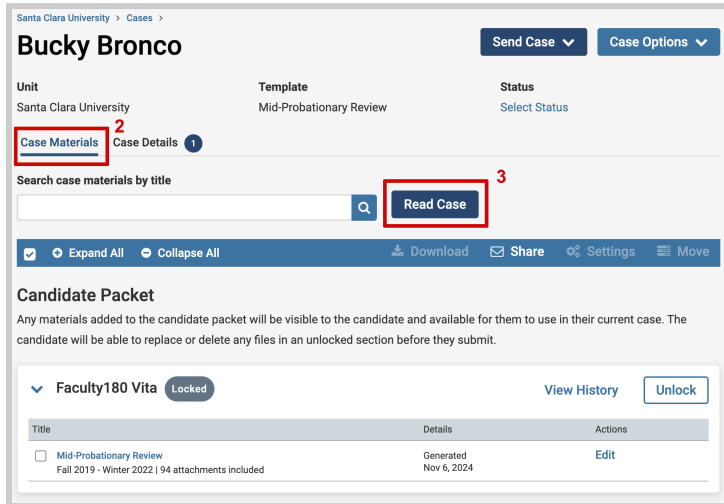 Santa Clara University > Cases >
Bucky Bronco
Send Case
Case Options
Unit
Template
Status
Santa Clara University
Mid-Probationary Review
Select Status
2
Case Materials
Case Details 1
Search case materials by title
3
Read Case
Expand All
Collapse All
Download
Share
Settings
Move
Candidate Packet
Any materials added to the candidate packet will be visible to the candidate and available for them to use in their current case. The
candidate will be able to replace or delete any files in an unlocked section before they submit.
Faculty180 Vita
Locked
View History
Unlock
Title
Details
Actions
Mid-Probationary Review
Generated
Edit
Fall 2019 - Winter 2022 | 94 attachments included
Nov 6, 2024